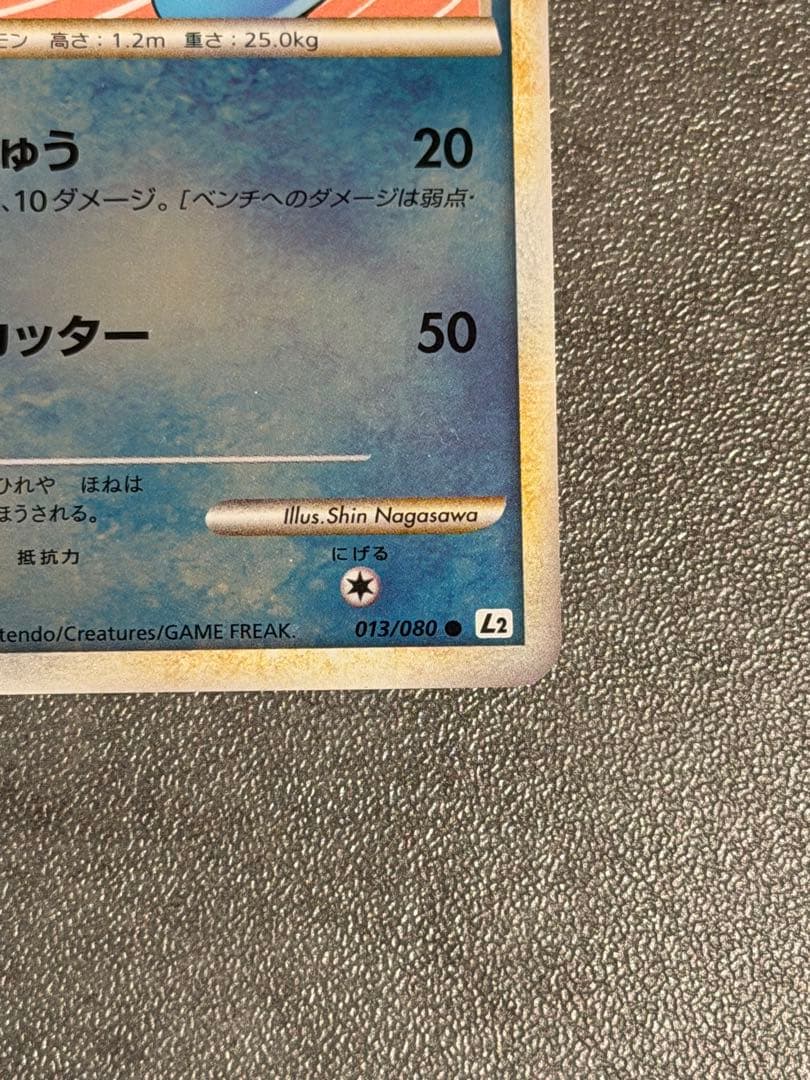 モン 高さ：1.2m 重さ：25.0kg
ゅう 20
、10ダメージ。[ベンチへのダメージは弱点・
カッター 50
ひれや ほねは
ほうされる。
Illus.Shin Nagasawa
抵抗力 にげる
tendo/Creatures/GAME FREAK. 013/080 ● L2